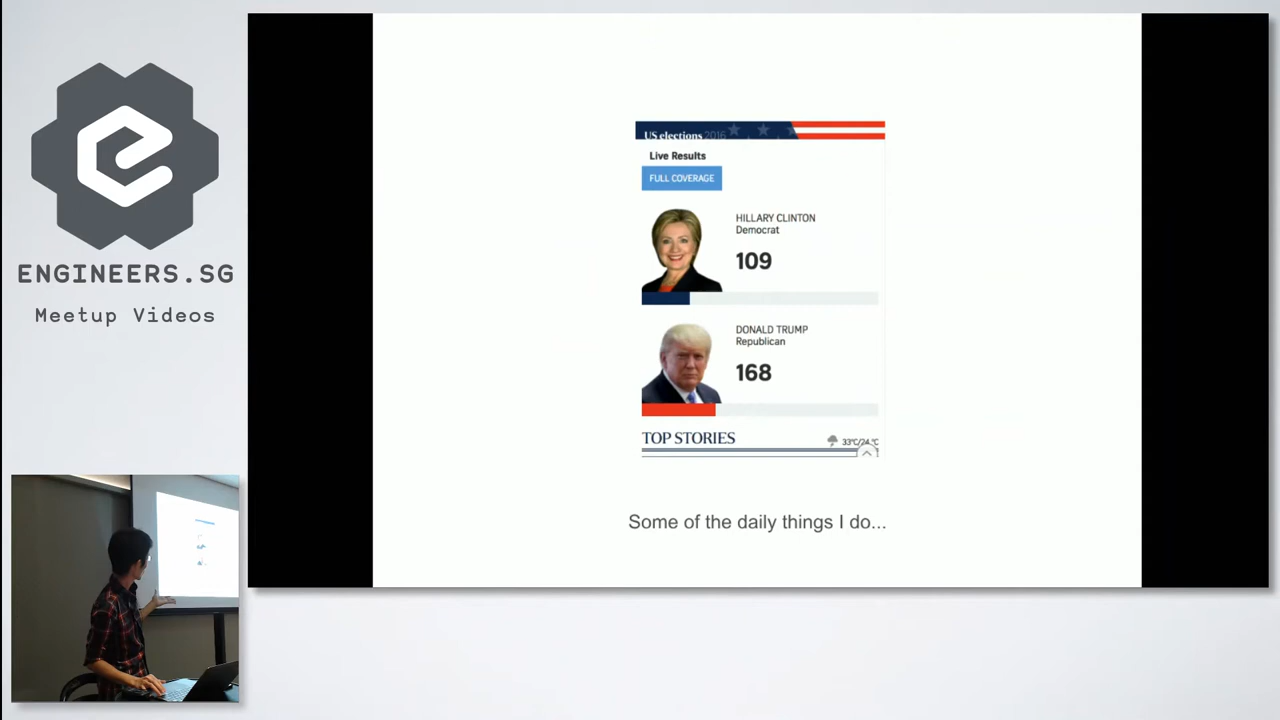 ENGINEERS.SG
Meetup Videos
US elections 2016
Live Results
FULL COVERAGE
HILLARY CLINTON
Democrat
109
DONALD TRUMP
Republican
168
TOP STORIES
33°C/24°C
Some of the daily things I do...